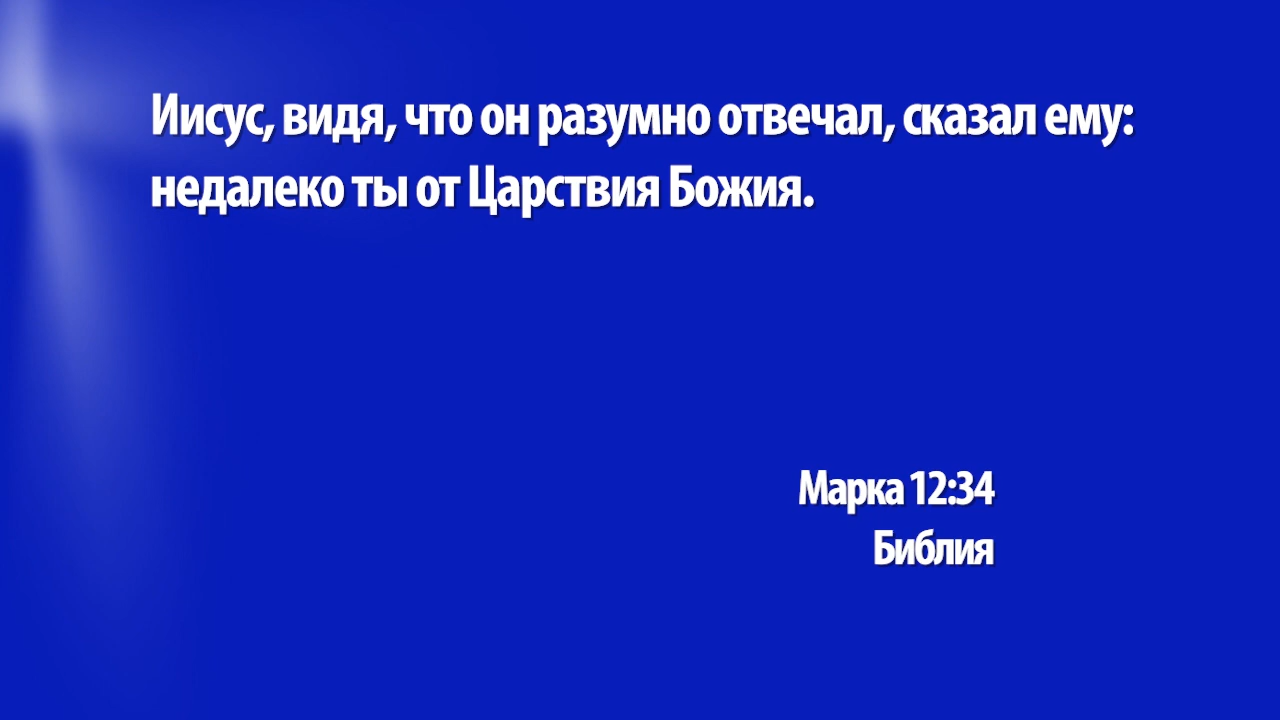 Иисус, видя, что он разумно отвечал, сказал ему:
недалеко ты от Царствия Божия.
Марка 12:34
Библия